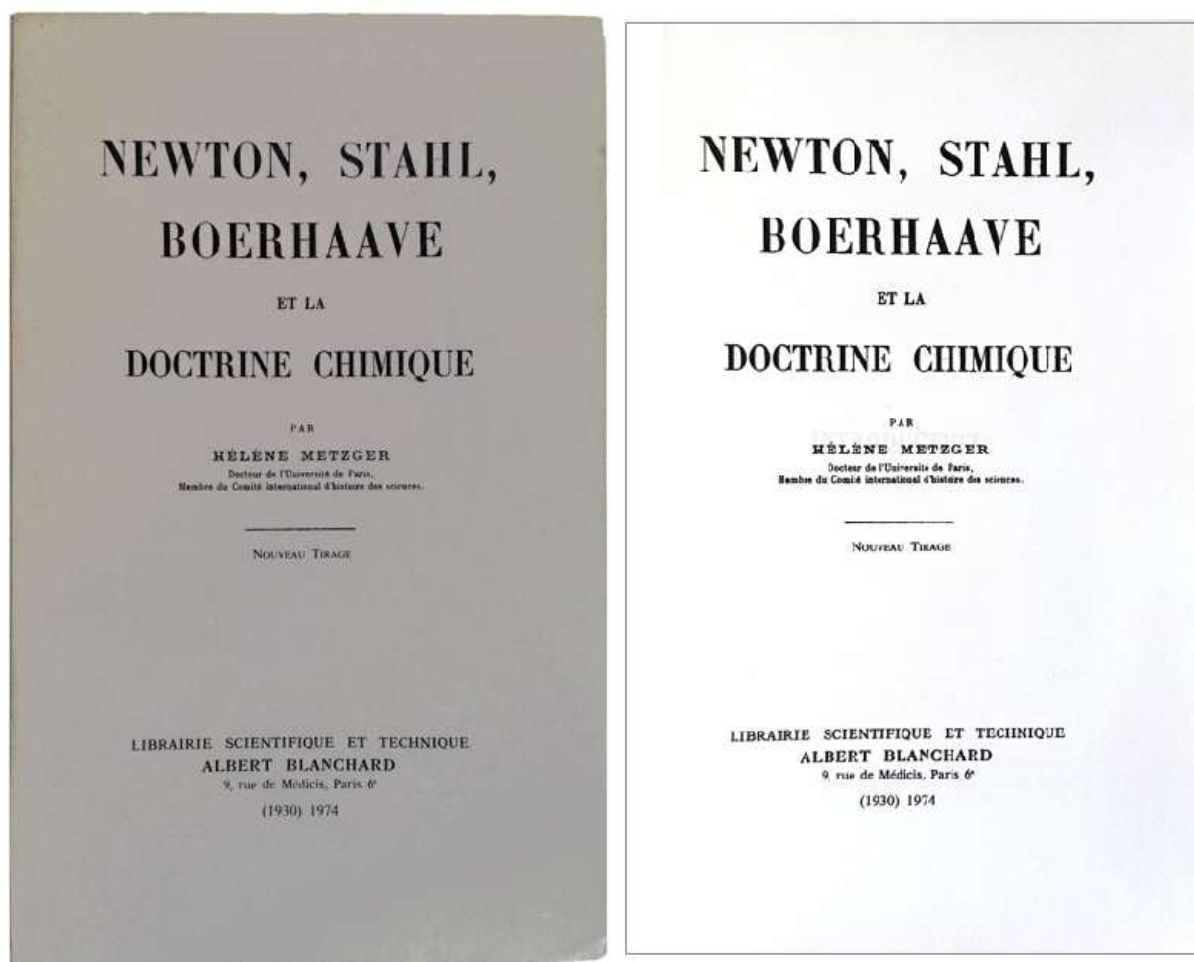 NEWTON, STAHL,
BOERHAAVE
ET LA
DOCTRINE CHIMIQUE
PAR
HÉLÈNE METZGER
Docteur de l'Université de Paris,
Membre du Comité international d'histoire des sciences.
NOUVEAU TIRAGE
LIBRAIRIE SCIENTIFIQUE ET TECHNIQUE
ALBERT BLANCHARD
9, rue de Médicis, Paris 6e
(1930) 1974
NEWTON, STAHL,
BOERHAAVE
ET LA
DOCTRINE CHIMIQUE
PAR
HÉLÈNE METZGER
Docteur de l'Université de Paris,
Membre du Comité international d'histoire des sciences.
NOUVEAU TIRAGE
LIBRAIRIE SCIENTIFIQUE ET TECHNIQUE
ALBERT BLANCHARD
9, rue de Médicis, Paris 6e
(1930) 1974